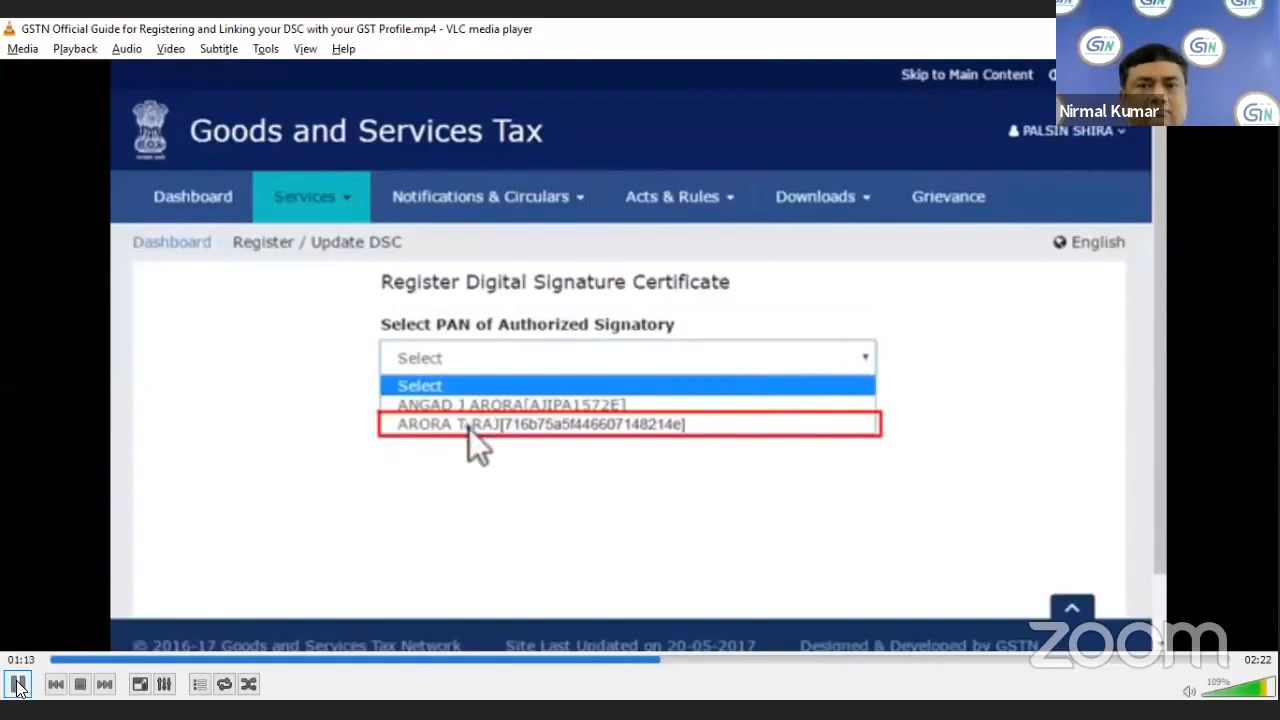 GSTN Official Guide for Registering and Linking your DSC with your GST Profile.mp4 - VLC media player
Media Playback Audio Video Subtitle Tools View Help
Skip to Main Content
Goods and Services Tax
PALSIN SHIRA
Nirmal Kumar
Dashboard Services Notifications & Circulars Acts & Rules Downloads Grievance
Dashboard Register / Update DSC English
Register Digital Signature Certificate
Select PAN of Authorized Signatory
Select
Select
ANGAD J ARORA[AJIPA1572E]
ARORA T RAJ[716b75a5f446607148214e]
© 2016-17 Goods and Services Tax Network Site Last Updated on 20-05-2017 Designed & Developed by GSTN
zoom
01:13 02:22
109%